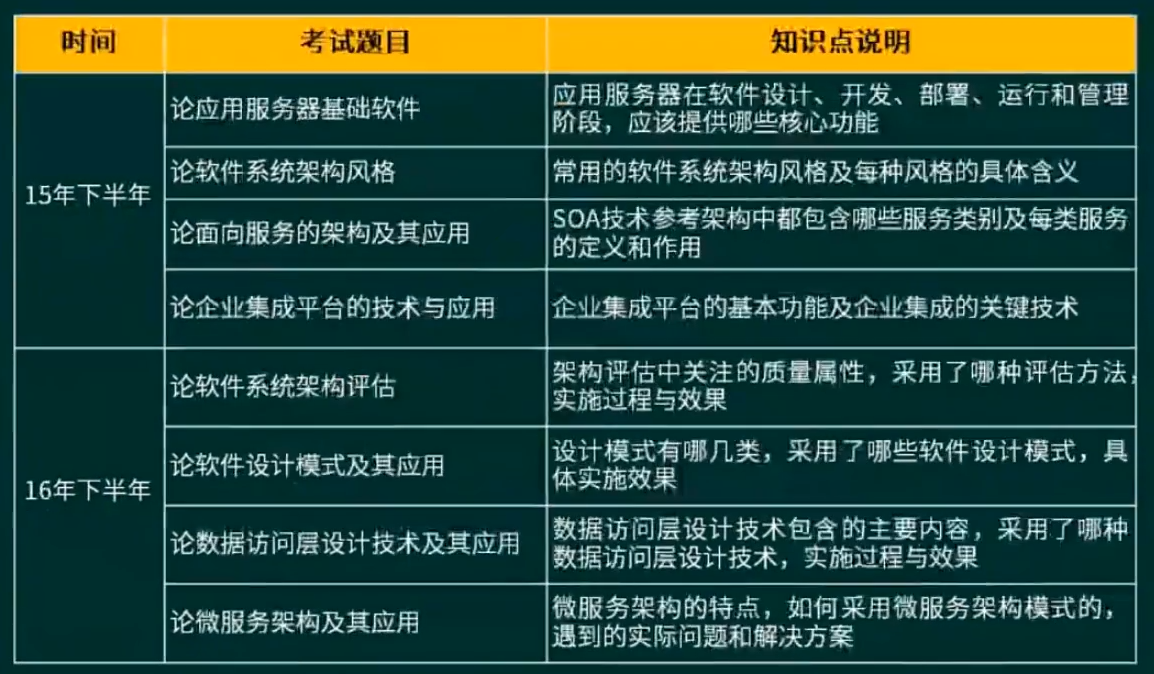 时间
考试题目
知识点说明
15年下半年
论应用服务器基础软件
应用服务器在软件设计、开发、部署、运行和管理
阶段，应该提供哪些核心功能
论软件系统架构风格
常用的软件系统架构风格及每种风格的具体含义
论面向服务的架构及其应用
SOA技术参考架构中都包含哪些服务类别及每类服务
的定义和作用
论企业集成平台的技术与应用
企业集成平台的基本功能及企业集成的关键技术
16年下半年
论软件系统架构评估
架构评估中关注的质量属性，采用了哪种评估方法，
实施过程与效果
论软件设计模式及其应用
设计模式有哪几类，采用了哪些软件设计模式，具
体实施效果
论数据访问层设计技术及其应用
数据访问层设计技术包含的主要内容，采用了哪种
数据访问层设计技术，实施过程与效果
论微服务架构及其应用
微服务架构的特点，如何采用微服务架构模式的，
遇到的实际问题和解决方案